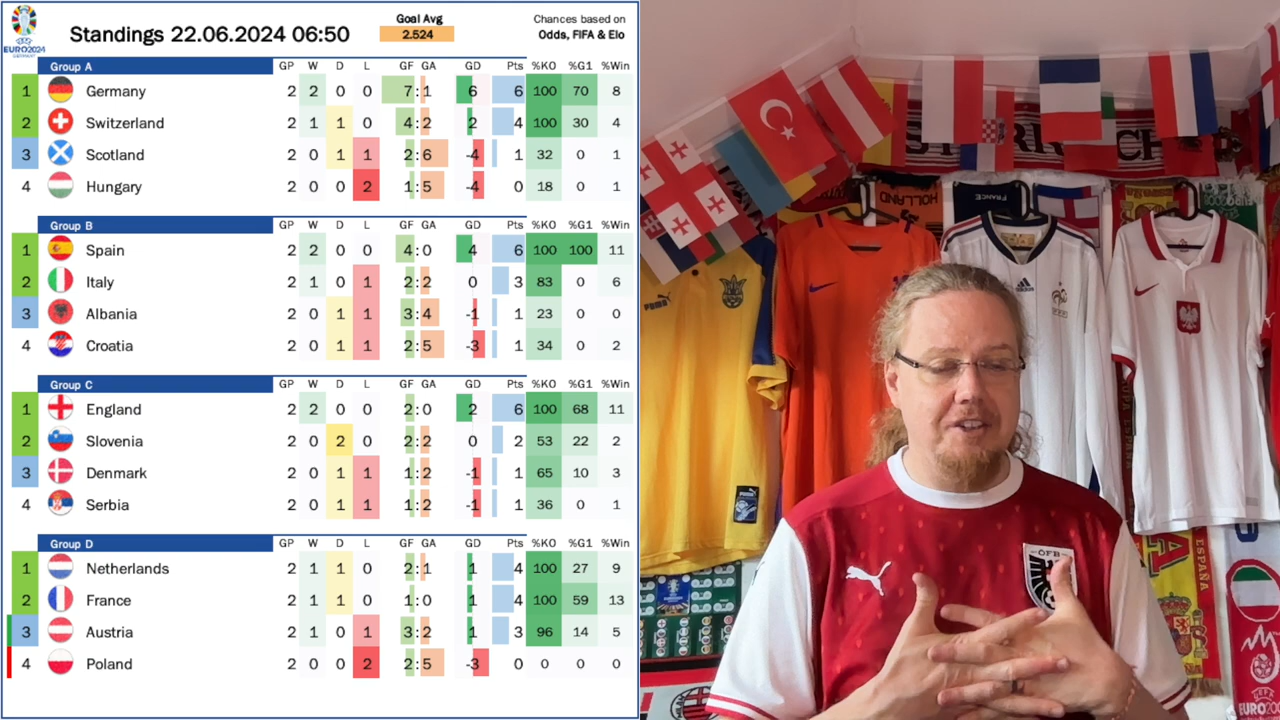 EURO2024
GERMANY
Standings 22.06.2024 06:50
Goal Avg
2.524
Chances based on
Odds, FIFA & Elo
Group A GP W D L GF GA GD Pts %KO %G1 %Win
1 Germany 2 2 0 0 7:1 6 6 100 70 8
2 Switzerland 2 1 1 0 4:2 2 4 100 30 4
3 Scotland 2 0 1 1 2:6 -4 1 32 0 1
4 Hungary 2 0 0 2 1:5 -4 0 18 0 1
Group B GP W D L GF GA GD Pts %KO %G1 %Win
1 Spain 2 2 0 0 4:0 4 6 100 100 11
2 Italy 2 1 0 1 2:2 0 3 83 0 6
3 Albania 2 0 1 1 3:4 -1 1 23 0 0
4 Croatia 2 0 1 1 2:5 -3 1 34 0 2
Group C GP W D L GF GA GD Pts %KO %G1 %Win
1 England 2 2 0 0 2:0 2 6 100 68 11
2 Slovenia 2 0 2 0 2:2 0 2 53 22 2
3 Denmark 2 0 1 1 1:2 -1 1 65 10 3
4 Serbia 2 0 1 1 1:2 -1 1 36 0 1
Group D GP W D L GF GA GD Pts %KO %G1 %Win
1 Netherlands 2 1 1 0 2:1 1 4 100 27 9
2 France 2 1 1 0 1:0 1 4 100 59 13
3 Austria 2 1 0 1 3:2 1 3 96 14 5
4 Poland 2 0 0 2 2:5 -3 0 0 0 0
HOLLAND
FRANCE
PUMA
adidas
FFF
ÖFB
ESPAÑA
MILAN
UEFA